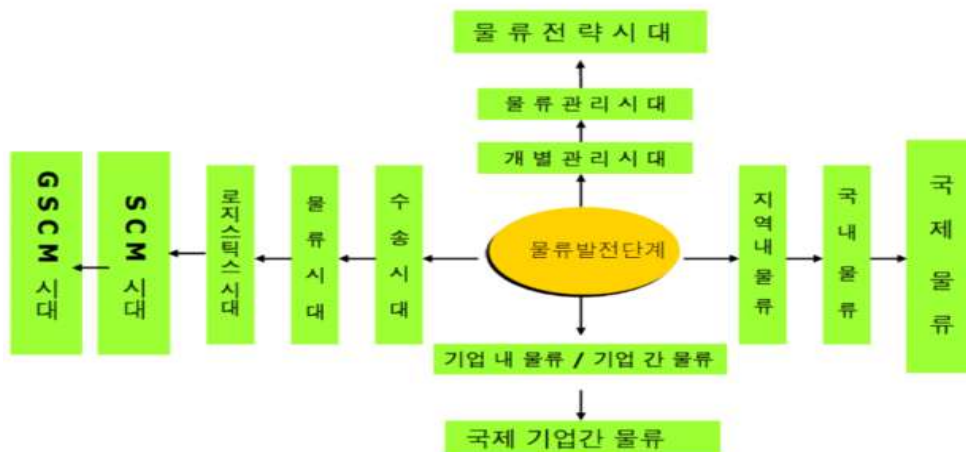 물류전략시대
물류관리시대
개별관리시대
GSCM 시대
SCM 시대
로지스틱스시대
물류시대
수송시대
물류발전단계
지역내물류
국내물류
국제물류
기업 내 물류 / 기업 간 물류
국제 기업간 물류